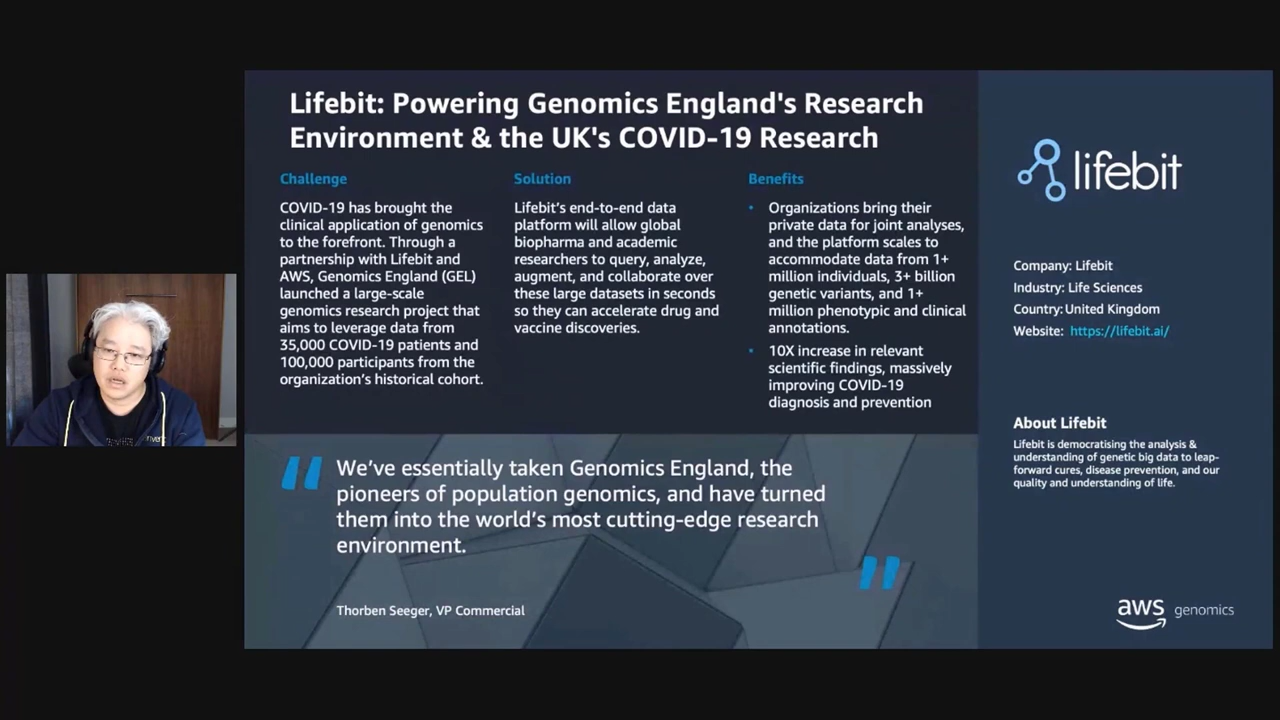 Lifebit: Powering Genomics England's Research
Environment & the UK's COVID-19 Research
Challenge
COVID-19 has brought the
clinical application of genomics
to the forefront. Through a
partnership with Lifebit and
AWS, Genomics England (GEL)
launched a large-scale
genomics research project that
aims to leverage data from
35,000 COVID-19 patients and
100,000 participants from the
organization's historical cohort.
Solution
Lifebit's end-to-end data
platform will allow global
biopharma and academic
researchers to query, analyze,
augment, and collaborate over
these large datasets in seconds
so they can accelerate drug and
vaccine discoveries.
Benefits
• Organizations bring their
private data for joint analyses,
and the platform scales to
accommodate data from 1+
million individuals, 3+ billion
genetic variants, and 1+
million phenotypic and clinical
annotations.
• 10X increase in relevant
scientific findings, massively
improving COVID-19
diagnosis and prevention
“
We've essentially taken Genomics England, the
pioneers of population genomics, and have turned
them into the world's most cutting-edge research
environment.
”
Thorben Seeger, VP Commercial
lifebit
Company: Lifebit
Industry: Life Sciences
Country: United Kingdom
Website: https://lifebit.ai/
About Lifebit
Lifebit is democratising the analysis &
understanding of genetic big data to leap-
forward cures, disease prevention, and our
quality and understanding of life.
aws genomics